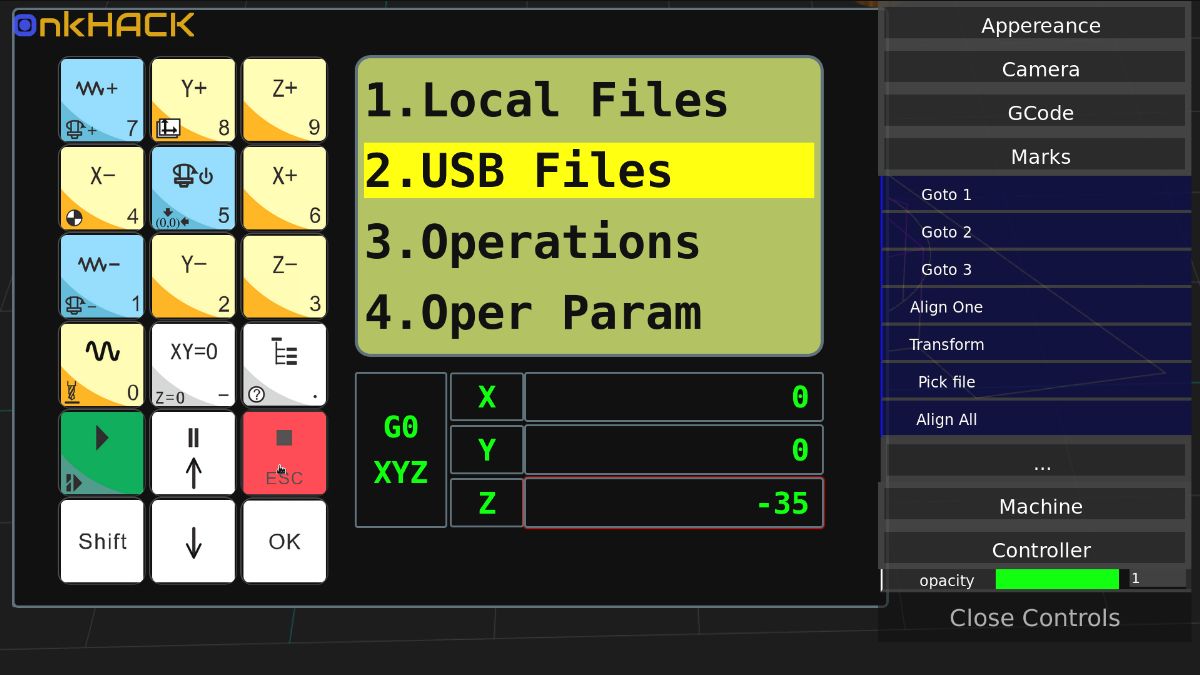 OnkHACK
+
+ 7
Y+
8
Z+
9
X−
4
(0,0)
5
X+
6
−
− 1
Y−
2
Z−
3
0
XY=0
Z=0 −
? .
ESC
Shift
OK
1.Local Files
2.USB Files
3.Operations
4.Oper Param
G0
XYZ
X 0
Y 0
Z -35
Appereance
Camera
GCode
Marks
Goto 1
Goto 2
Goto 3
Align One
Transform
Pick file
Align All
...
Machine
Controller
opacity 1
Close Controls